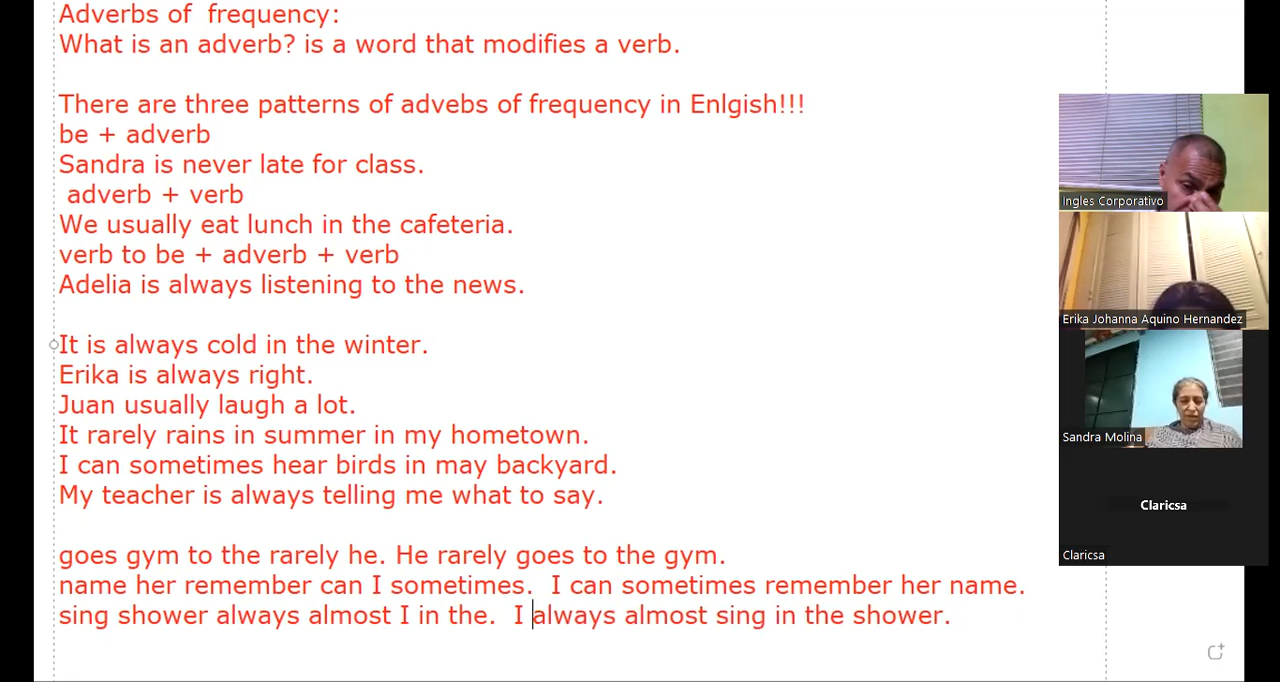 Adverbs of  frequency:
What is an adverb? is a word that modifies a verb.
There are three patterns of advebs of frequency in Enlgish!!!
be + adverb
Sandra is never late for class.
adverb + verb
We usually eat lunch in the cafeteria.
verb to be + adverb + verb
Adelia is always listening to the news.
It is always cold in the winter.
Erika is always right.
Juan usually laugh a lot.
It rarely rains in summer in my hometown.
I can sometimes hear birds in may backyard.
My teacher is always telling me what to say.
goes gym to the rarely he. He rarely goes to the gym.
name her remember can I sometimes.  I can sometimes remember her name.
sing shower always almost I in the.  I always almost sing in the shower.
Ingles Corporativo
Erika Johanna Aquino Hernandez
Sandra Molina
Claricsa
Claricsa